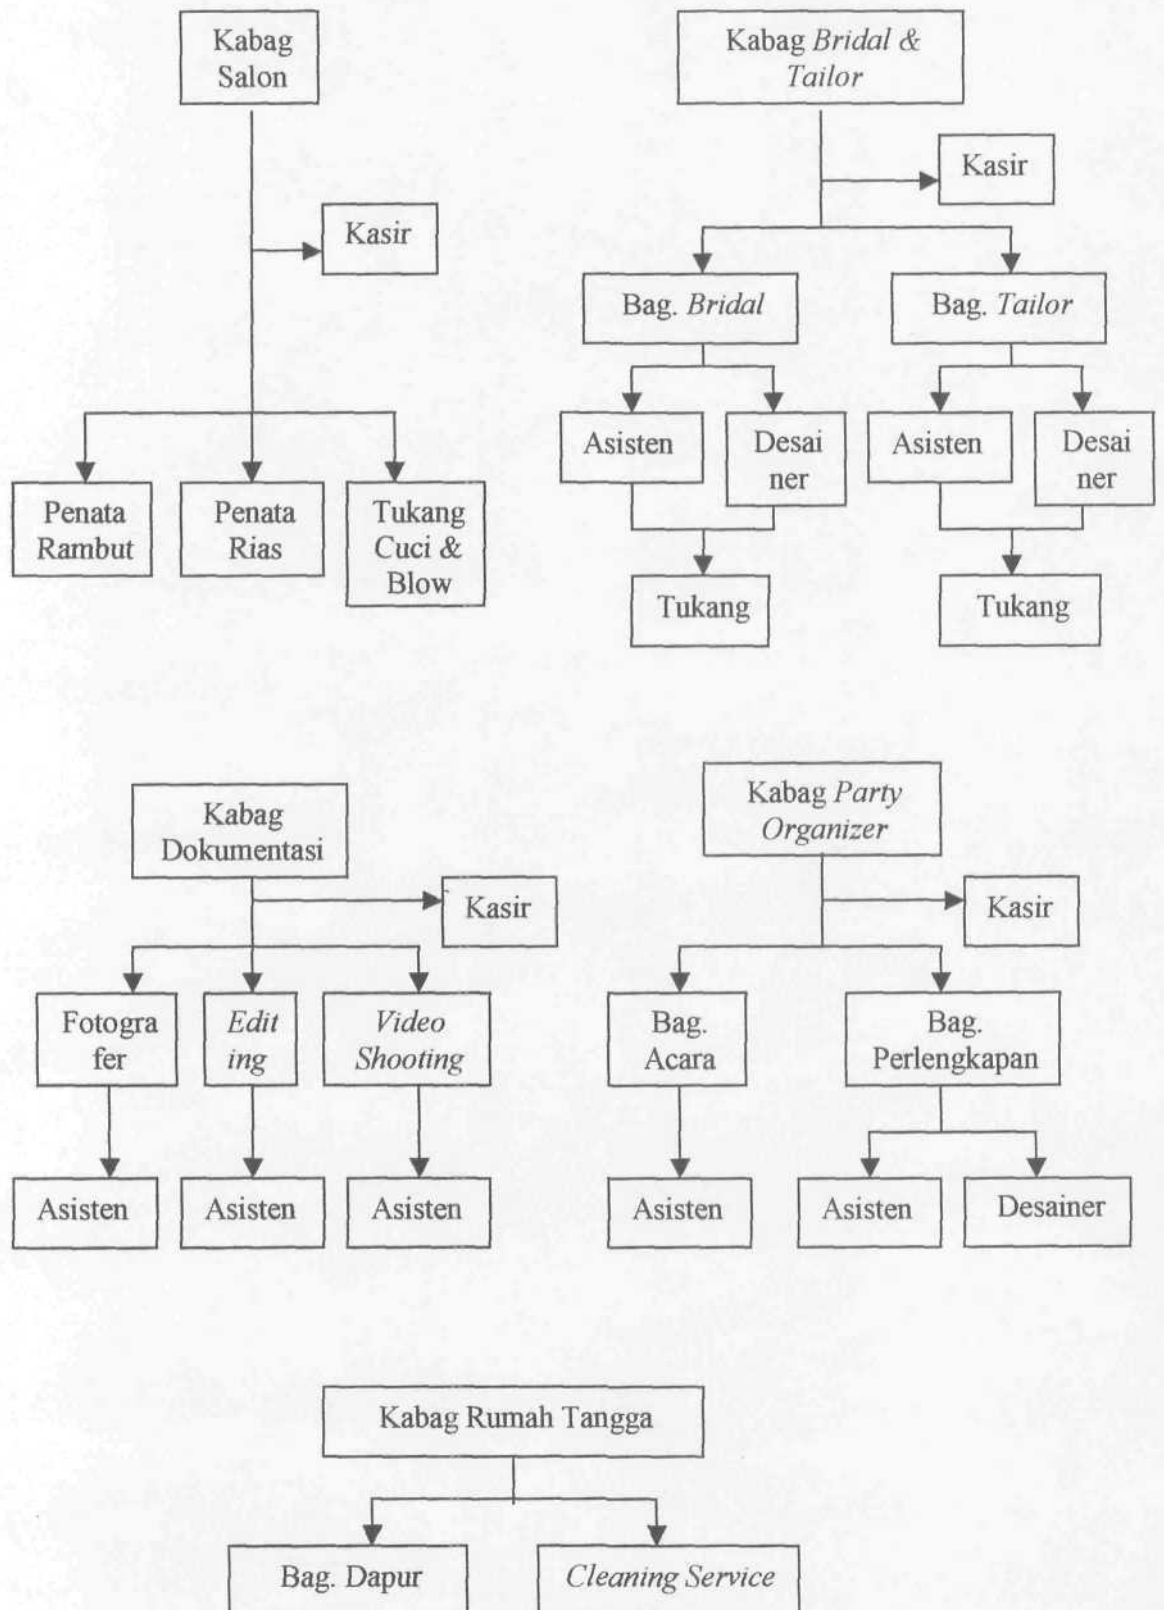 Kabag
Salon
Kasir
Penata
Rambut
Penata
Rias
Tukang
Cuci &
Blow
Kabag Bridal &
Tailor
Kasir
Bag. Bridal
Bag. Tailor
Asisten
Desai
ner
Asisten
Desai
ner
Tukang
Tukang
Kabag
Dokumentasi
Kasir
Fotogra
fer
Edit
ing
Video
Shooting
Asisten
Asisten
Asisten
Kabag Party
Organizer
Kasir
Bag.
Acara
Bag.
Perlengkapan
Asisten
Asisten
Desainer
Kabag Rumah Tangga
Bag. Dapur
Cleaning Service